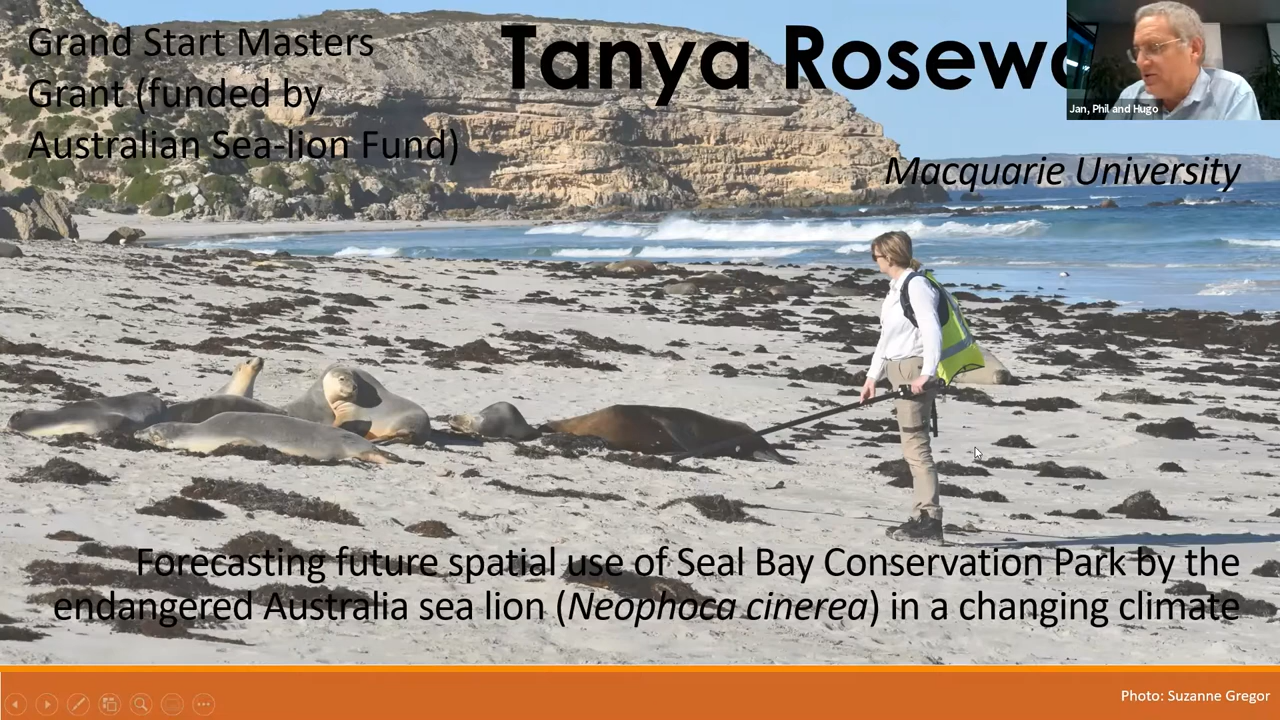 Grand Start Masters
Grant (funded by
Australian Sea-lion Fund)
Tanya
Jan, Phil and Hugo
Macquarie University
Forecasting future spatial use of Seal Bay Conservation Park by the
endangered Australia sea lion (Neophoca cinerea) in a changing climate
Photo: Suzanne Gregor